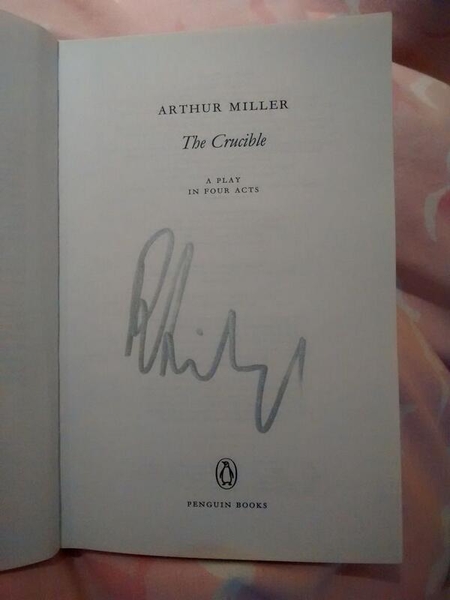 ARTHUR MILLER
The Crucible
A PLAY
IN FOUR ACTS
PENGUIN BOOKS